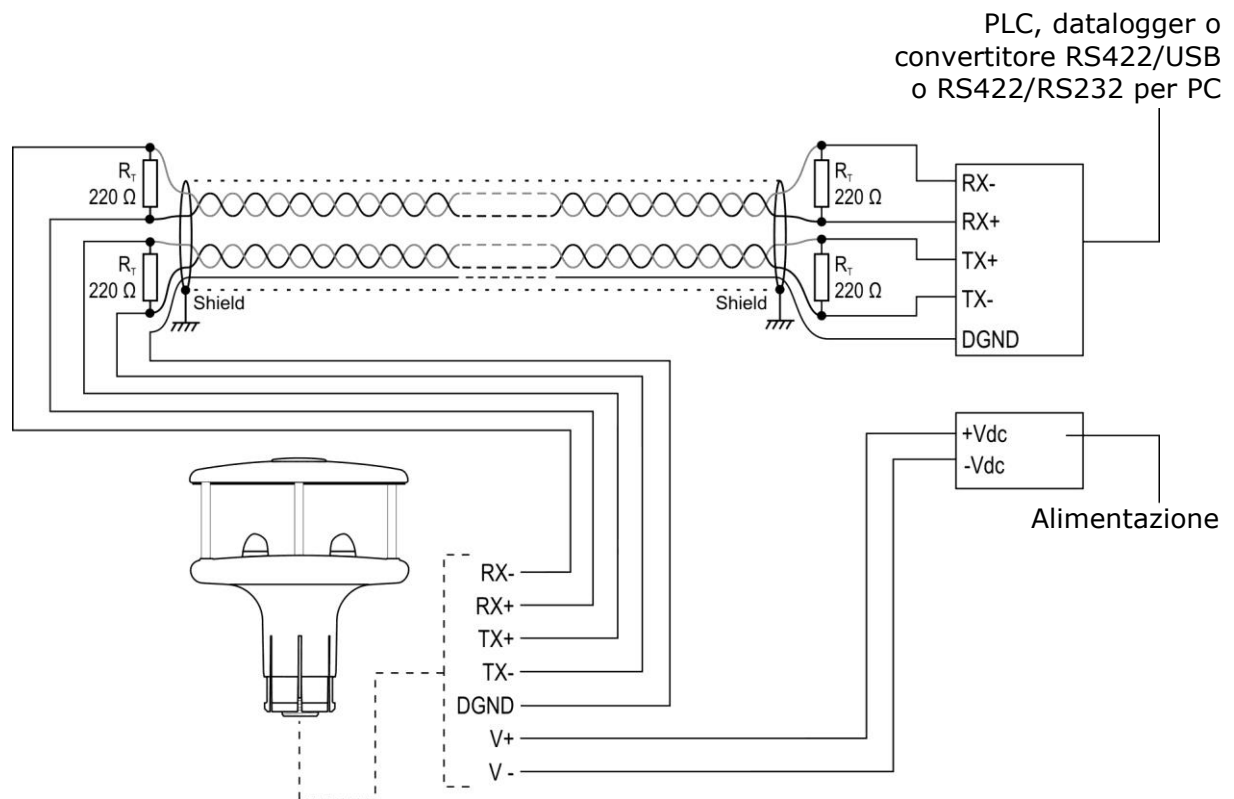 PLC, datalogger o
convertitore RS422/USB
o RS422/RS232 per PC
RT
220 Ω
RT
220 Ω
Shield
Shield
RT
220 Ω
RT
220 Ω
RX-
RX+
TX+
TX-
DGND
+Vdc
-Vdc
Alimentazione
RX-
RX+
TX+
TX-
DGND
V+
V -